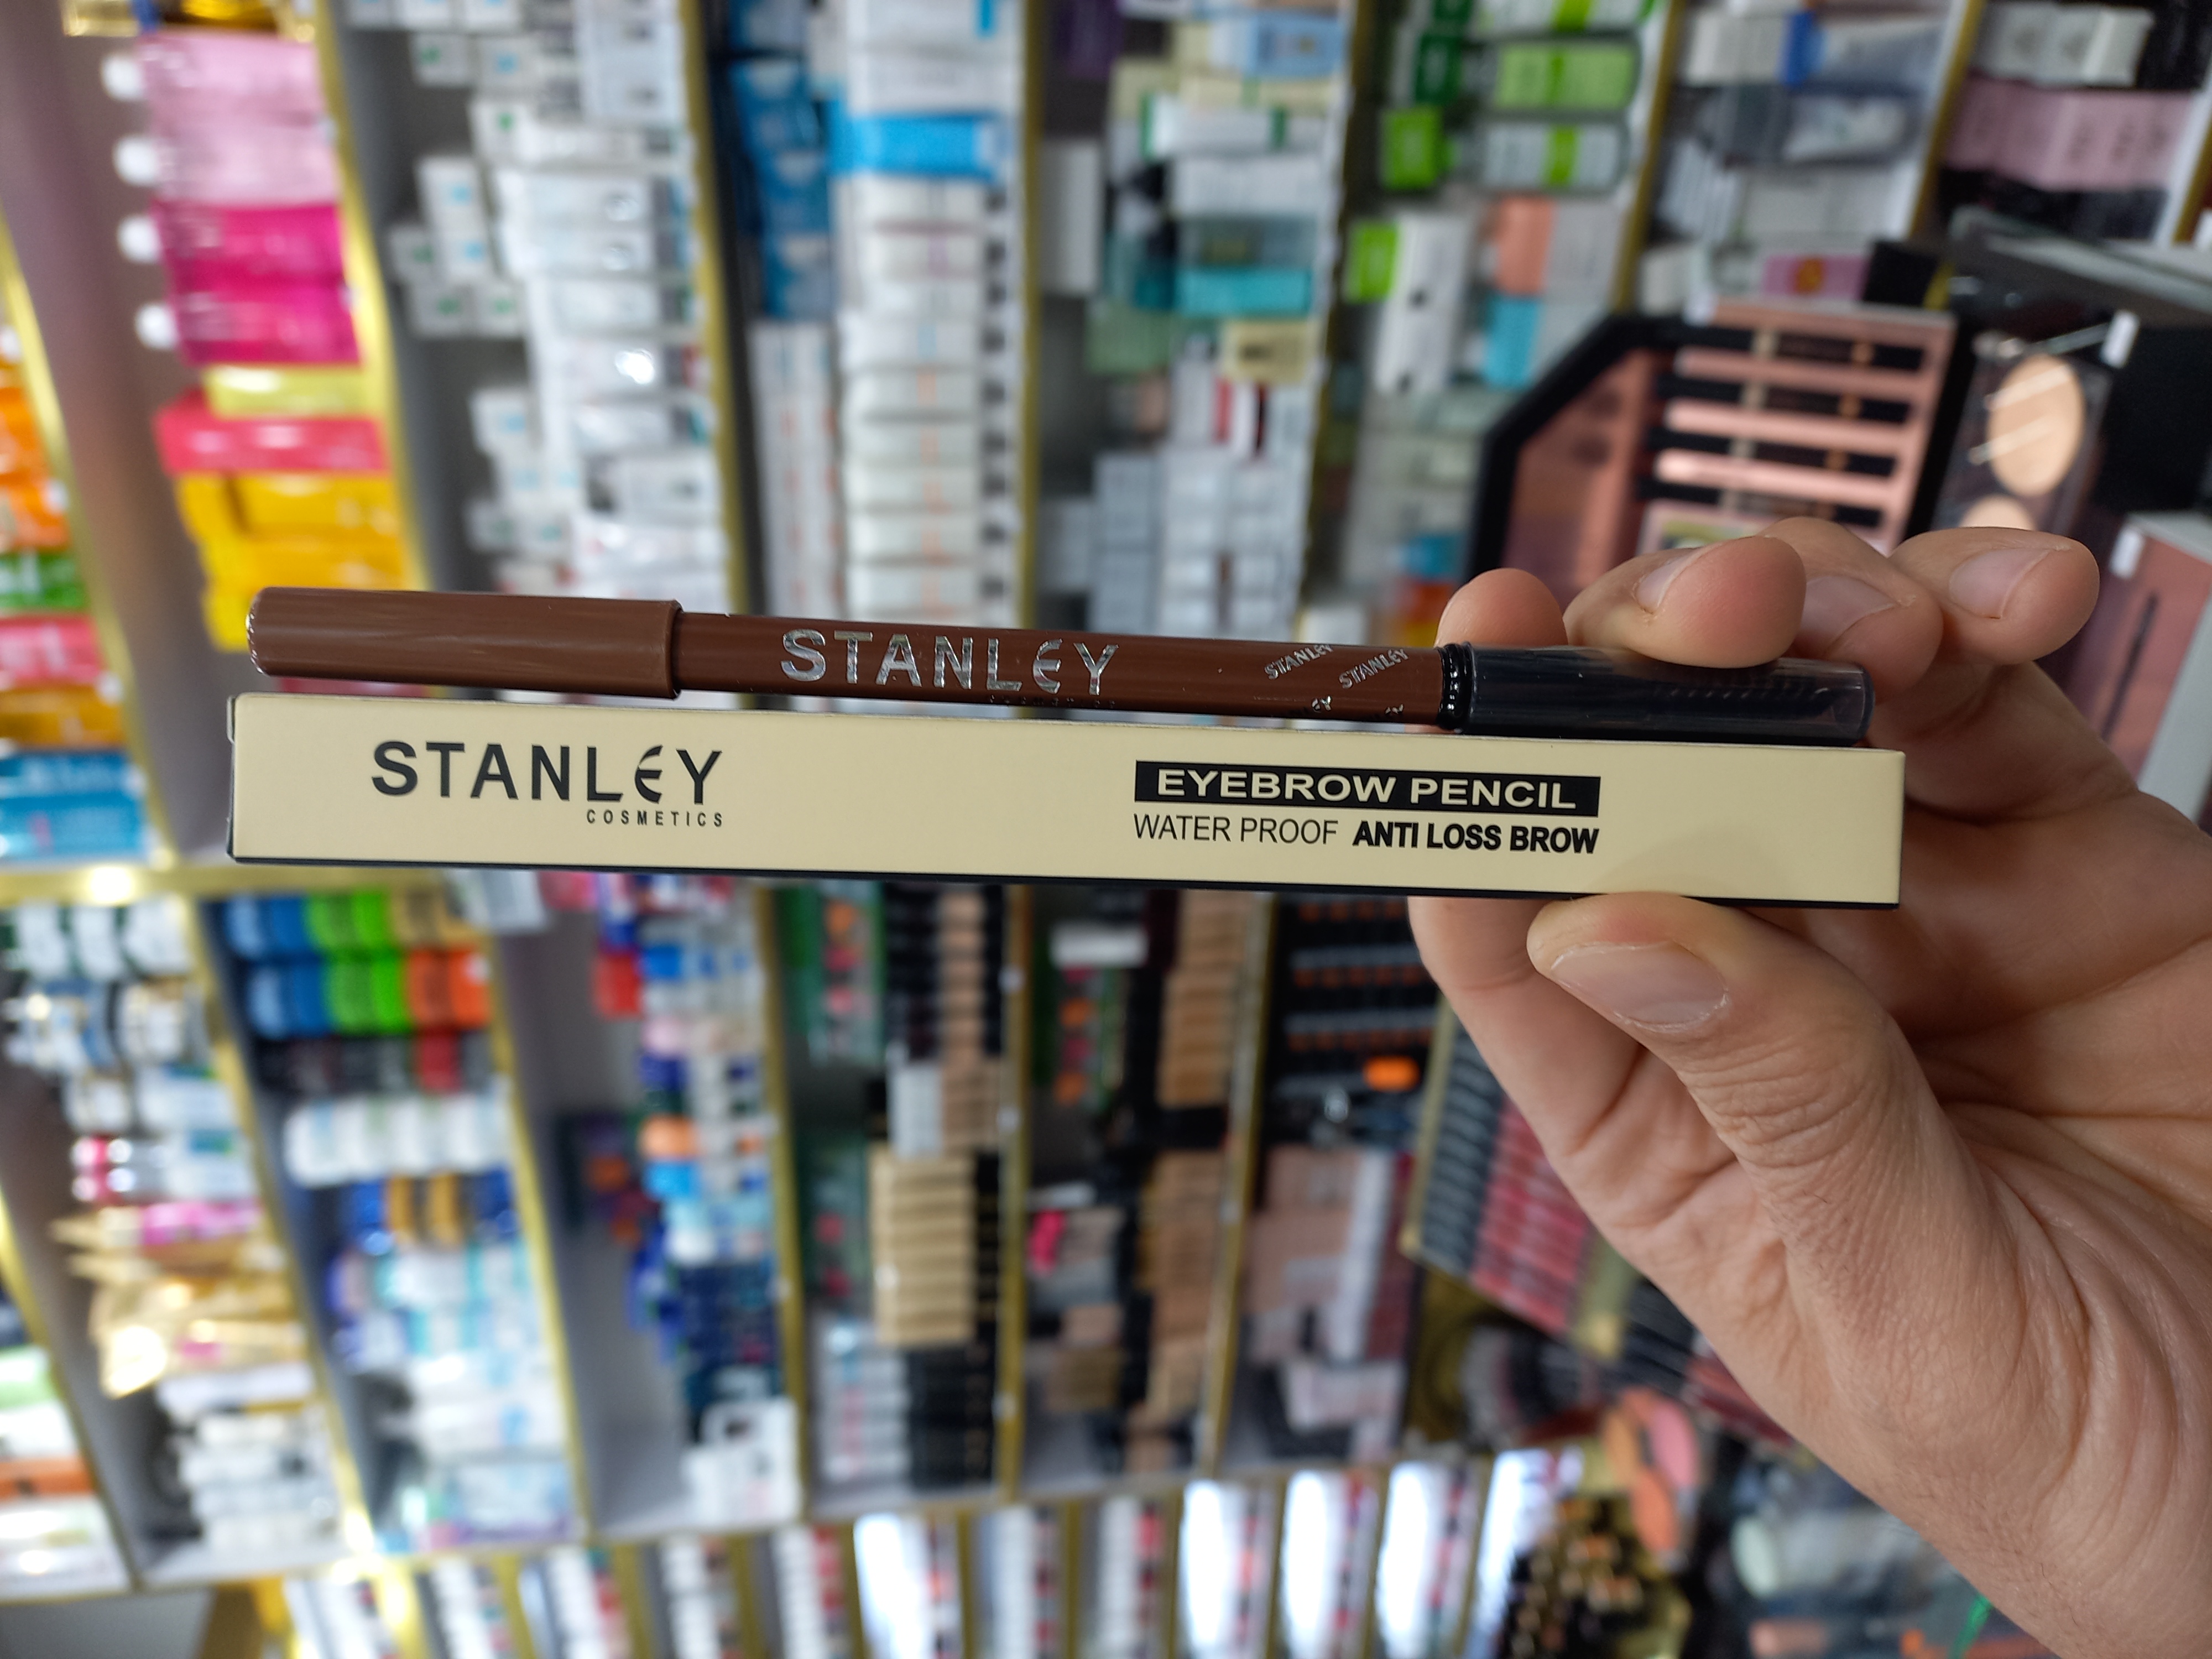 STANLEY
STANLEY
STANLEY
STANLEY
COSMETICS
EYEBROW PENCIL
WATER PROOF ANTI LOSS BROW